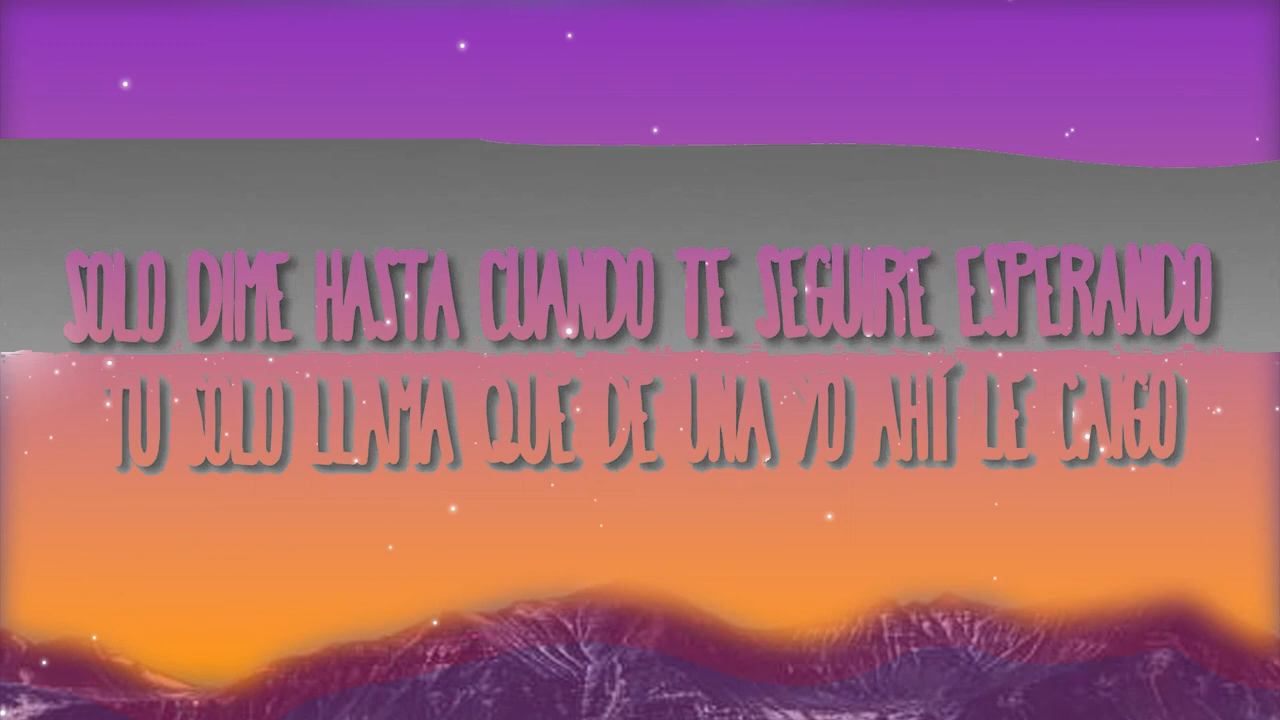 SOLO DIME HASTA CUANDO TE SEGUIRE ESPERANDO
TU SOLO LLAMA QUE DE UNA YO AHÍ LE CAIGO